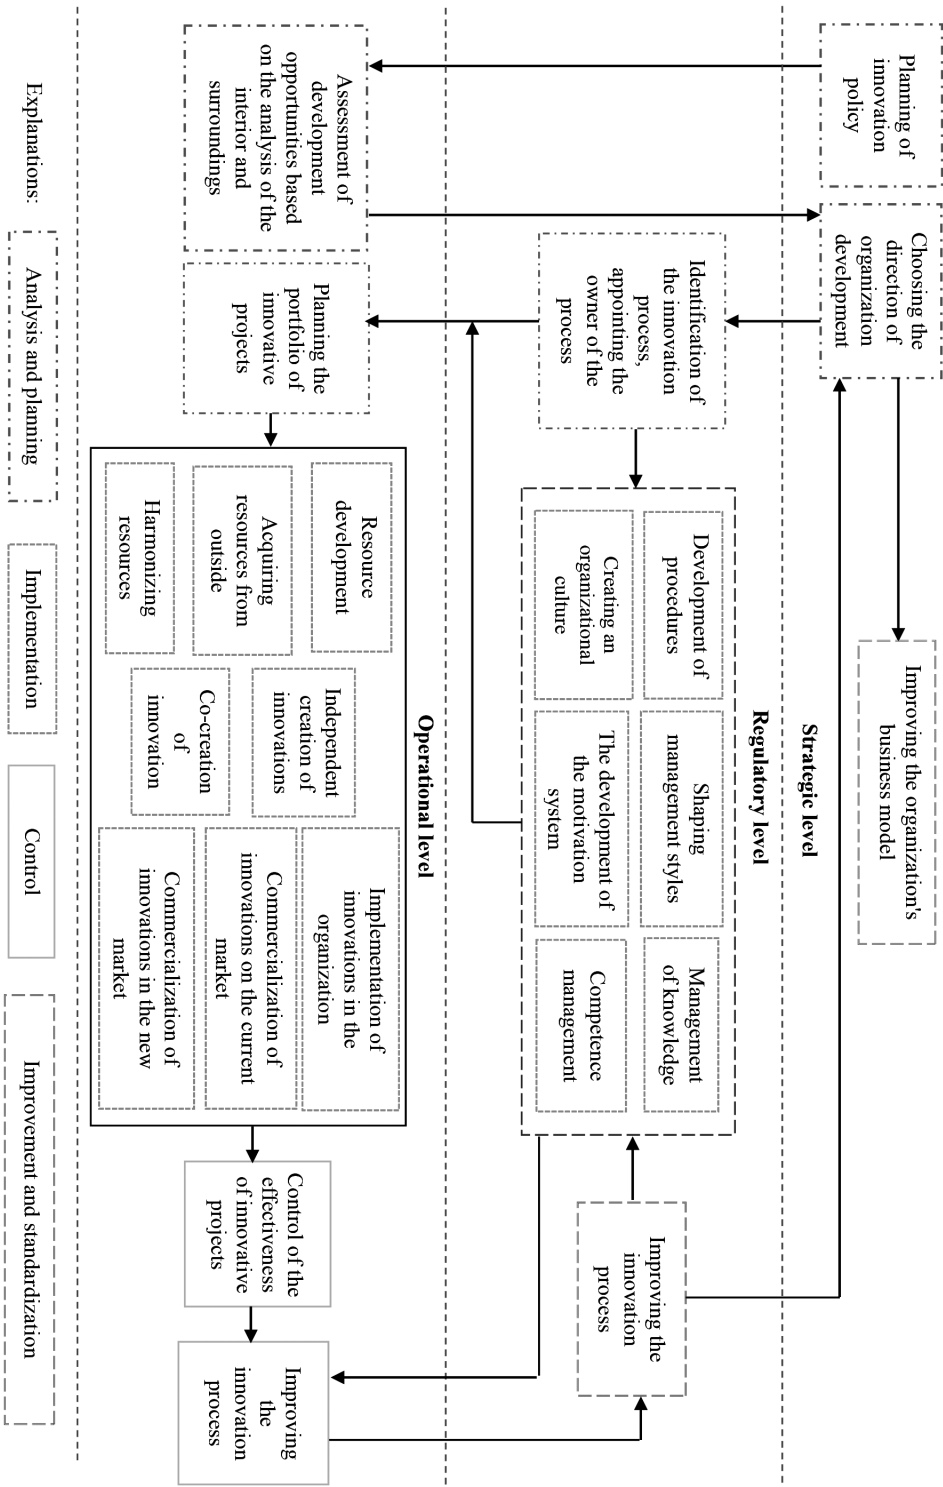 Planning of
innovation
policy
Choosing the
direction of
organization
development
Improving the organization's
business model
Strategic level
Regulatory level
Identification of
the innovation
process,
appointing the
owner of the
process
Development of
procedures
Shaping
management styles
Management
of knowledge
Creating an
organizational
culture
The development of
the motivation
system
Competence
management
Improving the
innovation
process
Operational level
Assessment of
development
opportunities based
on the analysis of the
interior and
surroundings
Planning the
portfolio of
innovative
projects
Resource
development
Acquiring
resources from
outside
Harmonizing
resources
Independent
creation of
innovations
Co-creation
of
innovation
Implementation of
innovations in the
organization
Commercialization of
innovations on the current
market
Commercialization of
innovations in the new
market
Control of the
effectiveness
of innovative
projects
Improving
the
innovation
process
Explanations:
Analysis and planning
Implementation
Control
Improvement and standardization